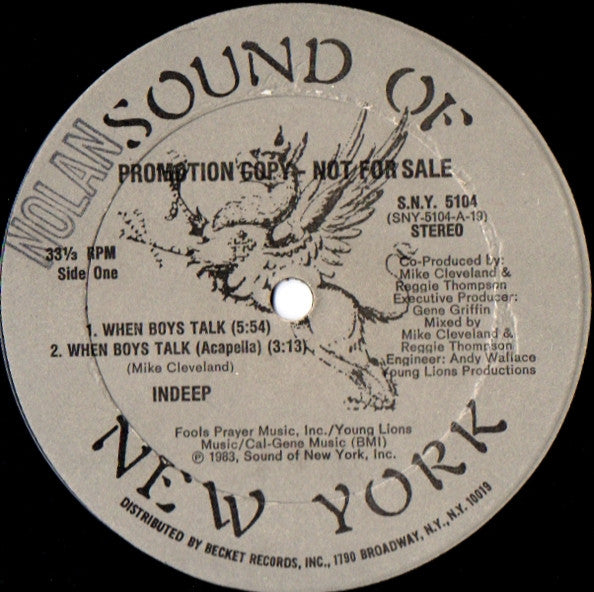 SOUND OF
NOLAN
PROMOTION COPY - NOT FOR SALE
S.N.Y. 5104
(SNY-5104-A-19)
STEREO
33⅓ RPM
Side One
Co-Produced by:
Mike Cleveland &
Reggie Thompson
Executive Producer:
Gene Griffin
Mixed by
Mike Cleveland &
Reggie Thompson
Engineer: Andy Wallace
Young Lions Productions
1. WHEN BOYS TALK (5:54)
2. WHEN BOYS TALK (Acapella) (3:13)
(Mike Cleveland)
INDEEP
Fools Prayer Music, Inc./Young Lions
Music/Cal-Gene Music (BMI)
℗ 1983, Sound of New York, Inc.
NEW YORK
DISTRIBUTED BY BECKET RECORDS, INC., 1790 BROADWAY, N.Y., N.Y. 10019